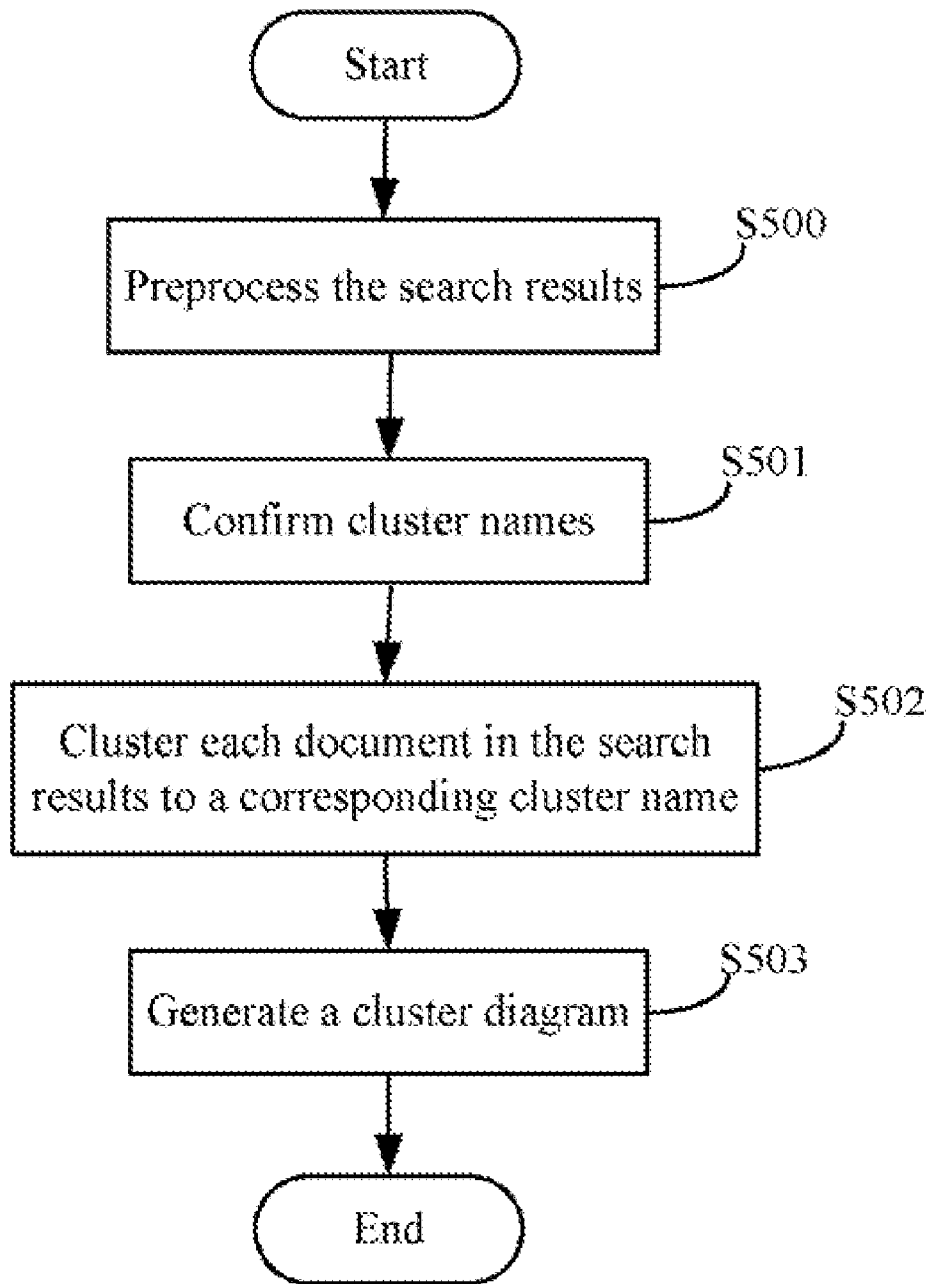 Start
S500
Preprocess the search results
S501
Confirm cluster names
S502
Cluster each document in the search
results to a corresponding cluster name
S503
Generate a cluster diagram
End